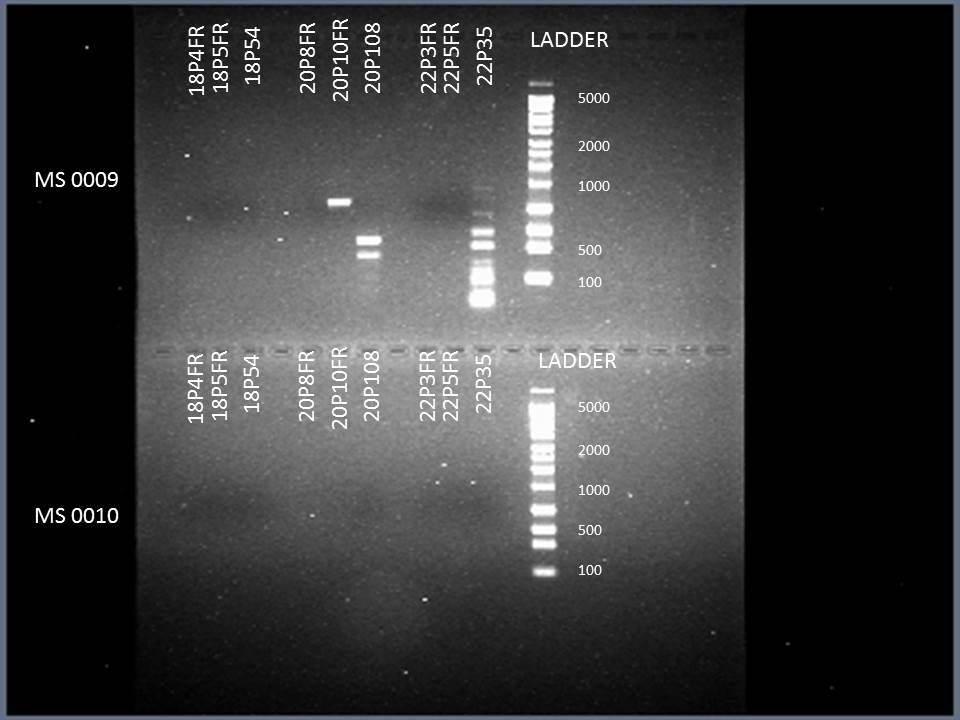 18P4FR
18P5FR
18P54
20P8FR
20P10FR
20P108
22P3FR
22P5FR
22P35
LADDER
5000
2000
MS 0009
1000
500
100
18P4FR
18P5FR
18P54
20P8FR
20P10FR
20P108
22P3FR
22P5FR
22P35
LADDER
5000
2000
1000
MS 0010
500
100